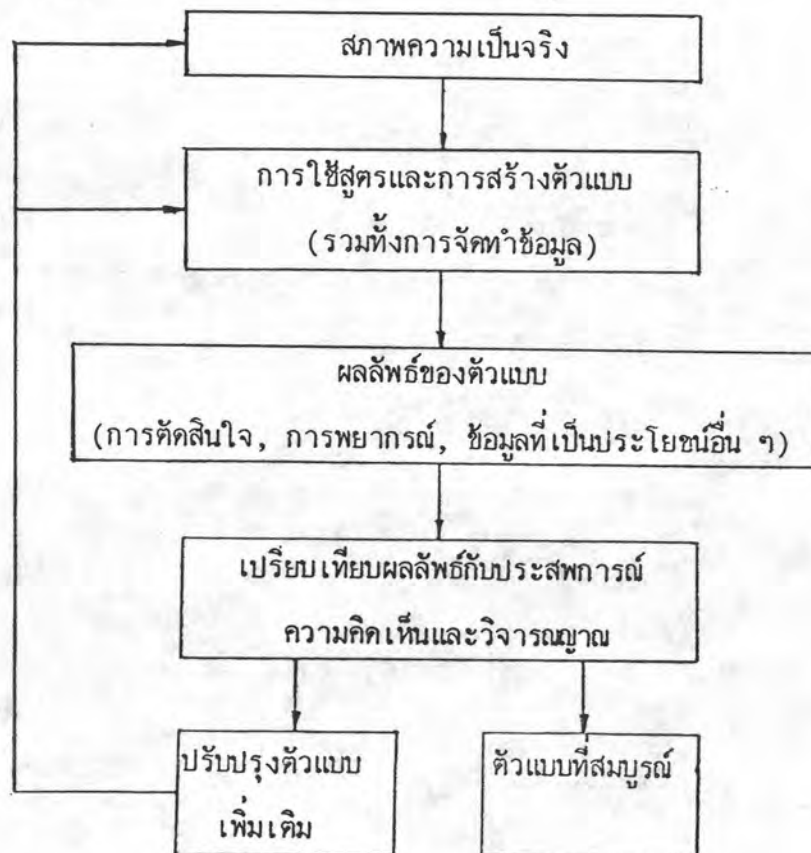 สภาพความเป็นจริง
การใช้สูตรและการสร้างตัวแบบ
(รวมทั้งการจัดทำข้อมูล)
ผลลัพธ์ของตัวแบบ
(การตัดสินใจ, การพยากรณ์, ข้อมูลที่เป็นประโยชน์อื่น ๆ)
เปรียบเทียบผลลัพธ์กับประสพการณ์
ความคิดเห็นและวิจารณญาณ
ปรับปรุงตัวแบบ
เพิ่มเติม
ตัวแบบที่สมบูรณ์